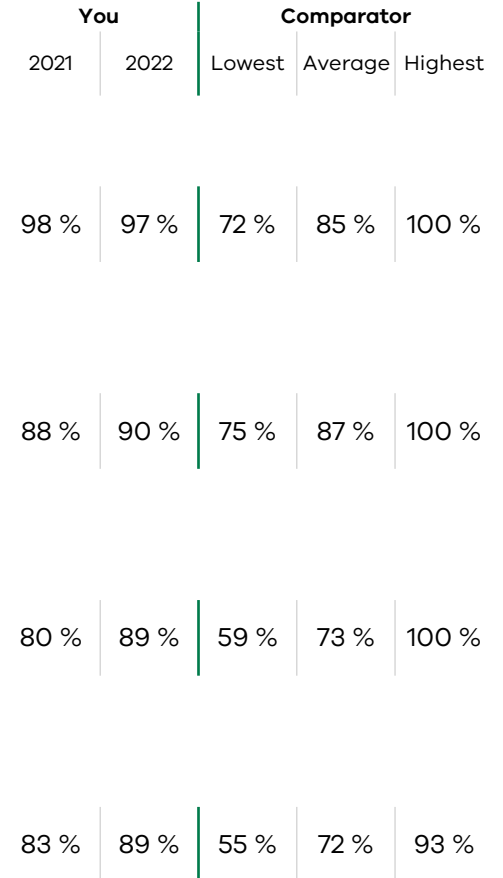 You Comparator
2021 2022 Lowest Average Highest
98 % 97 % 72 % 85 % 100 %
88 % 90 % 75 % 87 % 100 %
80 % 89 % 59 % 73 % 100 %
83 % 89 % 55 % 72 % 93 %